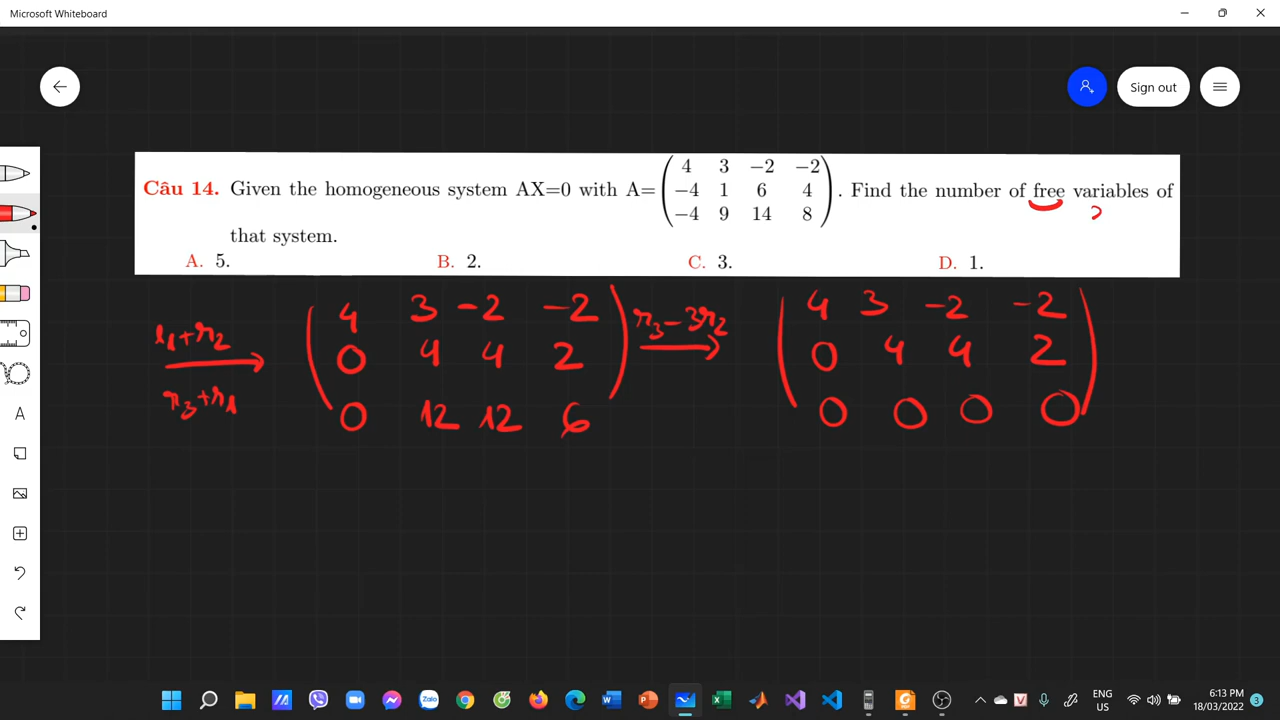 Microsoft Whiteboard
Sign out
Câu 14. Given the homogeneous system AX=0 with A= ( 4 3 −2 −2
−4 1 6 4
−4 9 14 8 ) . Find the number of free variables of
that system.
A. 5. B. 2. C. 3. D. 1.
r1+r2
r3+r1
4 3 -2 -2
0 4 4 2
0 12 12 6
r3-3r2
4 3 -2 -2
0 4 4 2
0 0 0 0
A
Zalo
ENG
US
6:13 PM
18/03/2022
3